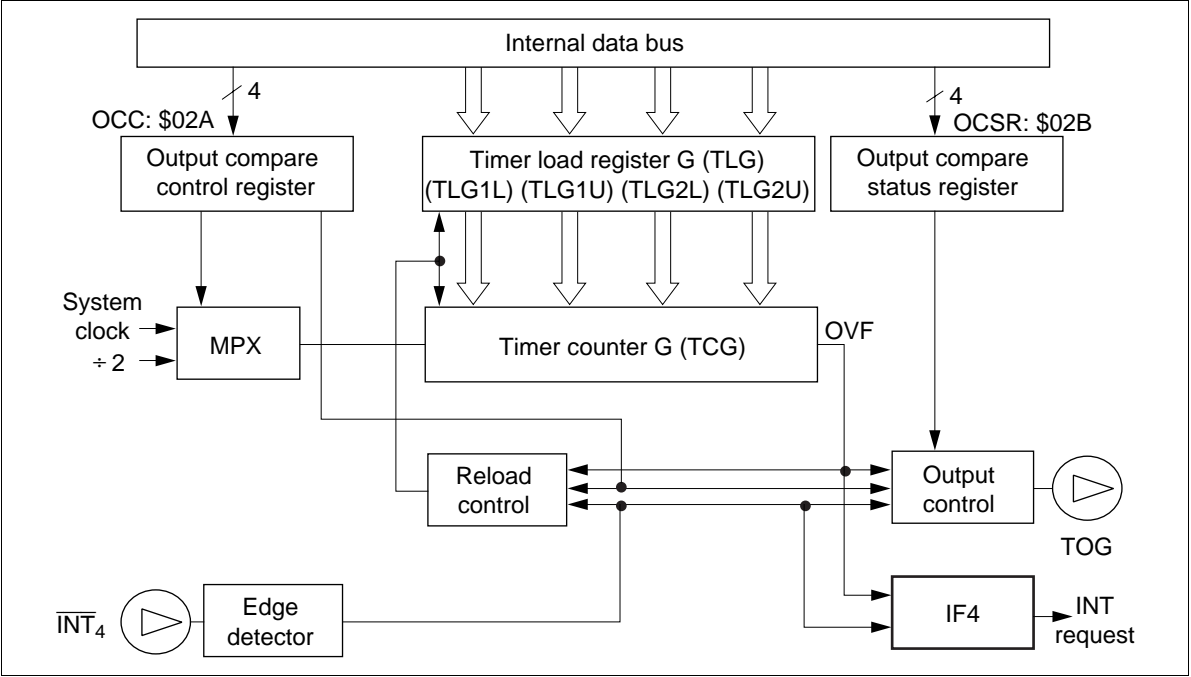 Internal data bus
4
4
OCC: $02A
OCSR: $02B
Output compare
control register
Timer load register G (TLG)
(TLG1L) (TLG1U) (TLG2L) (TLG2U)
Output compare
status register
System
clock
÷ 2
MPX
Timer counter G (TCG)
OVF
Reload
control
Output
control
TOG
I̅N̅T̅₄
Edge
detector
IF4
INT
request